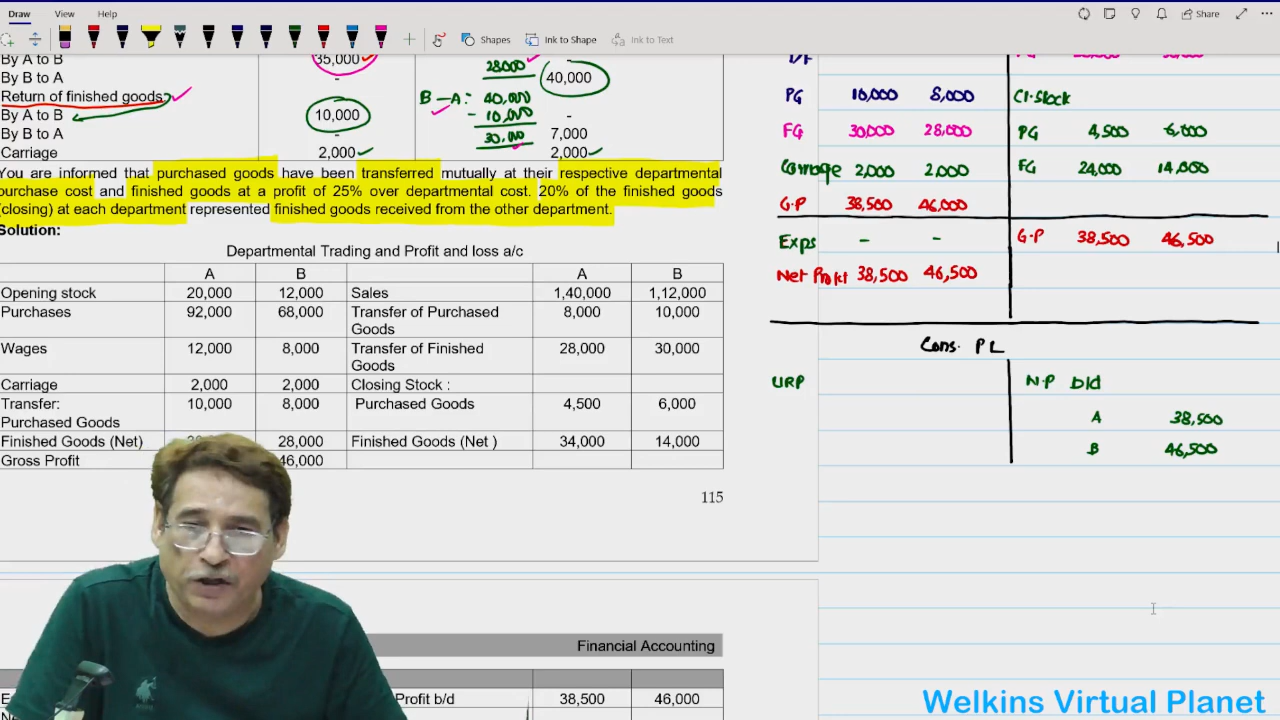 Draw View Help
Share
Shapes Ink to Shape Ink to Text
By A to B 35,000 28,000 -
By B to A - 40,000
Return of finished goods: B – A: 40,000
By A to B 10,000 - 10,000 -
By B to A - 30,000 7,000
Carriage 2,000 2,000
You are informed that purchased goods have been transferred mutually at their respective departmental
purchase cost and finished goods at a profit of 25% over departmental cost. 20% of the finished goods
(closing) at each department represented finished goods received from the other department.
Solution:
Departmental Trading and Profit and loss a/c
A B A B
Opening stock 20,000 12,000 Sales 1,40,000 1,12,000
Purchases 92,000 68,000 Transfer of Purchased Goods 8,000 10,000
Wages 12,000 8,000 Transfer of Finished Goods 28,000 30,000
Carriage 2,000 2,000 Closing Stock :
Transfer: Purchased Goods 10,000 8,000 Purchased Goods 4,500 6,000
Finished Goods (Net) 28,000 Finished Goods (Net ) 34,000 14,000
Gross Profit 46,000
115
Financial Accounting
Profit b/d 38,500 46,000
PG 10,000 8,000 Cl. Stock
FG 30,000 28,000 PG 4,500 6,000
Carriage 2,000 2,000 FG 24,000 14,000
G.P 38,500 46,000
Exps – – G.P 38,500 46,500
Net Profit 38,500 46,500
Cons. PL
URP N.P b/d
A 38,500
B 46,500
Welkins Virtual Planet